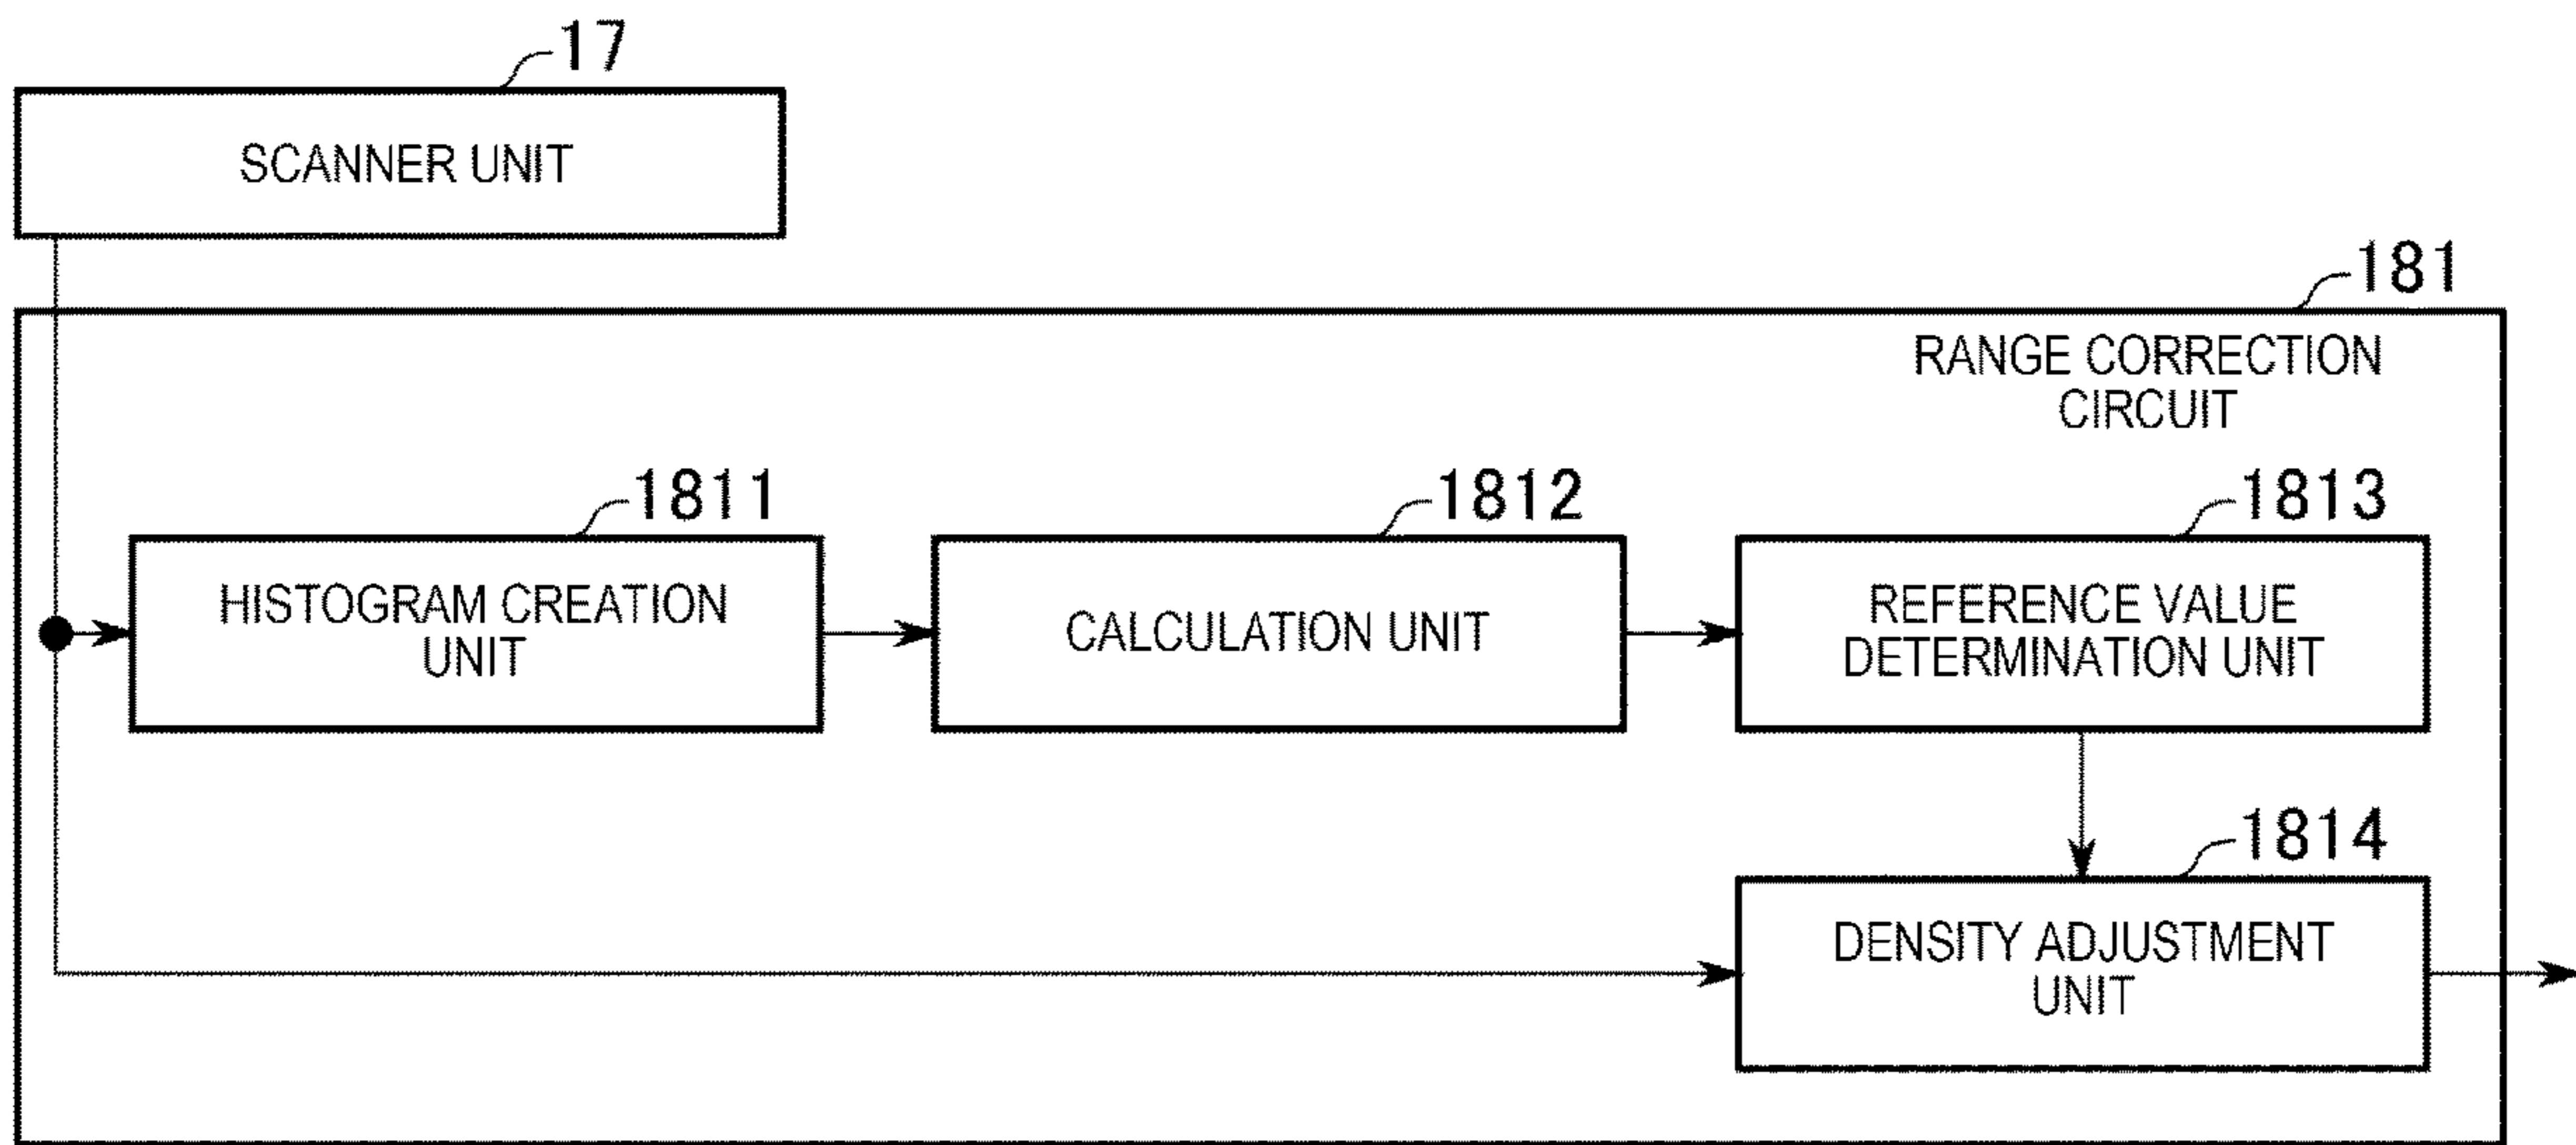 17
SCANNER UNIT
181
RANGE CORRECTION
CIRCUIT
1811
HISTOGRAM CREATION
UNIT
1812
CALCULATION UNIT
1813
REFERENCE VALUE
DETERMINATION UNIT
1814
DENSITY ADJUSTMENT
UNIT